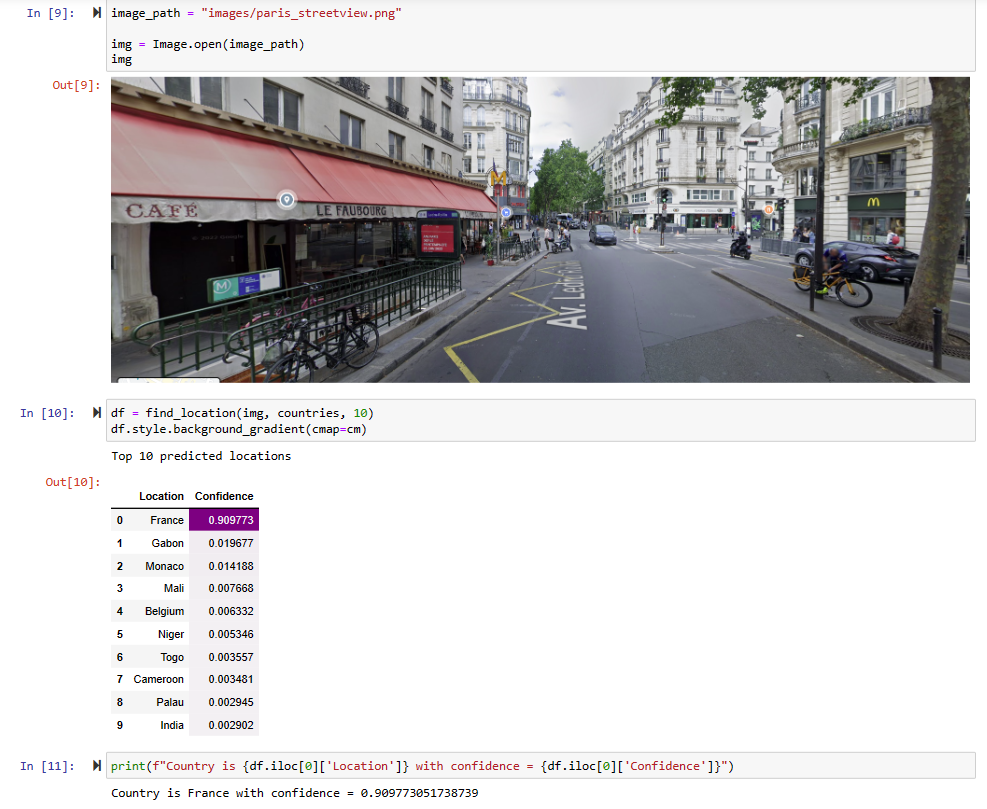 In [9]:
image_path = "images/paris_streetview.png"
img = Image.open(image_path)
img
Out[9]:
CAFÉ
LE FAUBOURG
M
M
Av. Ledru
In [10]:
df = find_location(img, countries, 10)
df.style.background_gradient(cmap=cm)
Top 10 predicted locations
Out[10]:
Location Confidence
0 France 0.909773
1 Gabon 0.019677
2 Monaco 0.014188
3 Mali 0.007668
4 Belgium 0.006332
5 Niger 0.005346
6 Togo 0.003557
7 Cameroon 0.003481
8 Palau 0.002945
9 India 0.002902
In [11]:
print(f"Country is {df.iloc[0]['Location']} with confidence = {df.iloc[0]['Confidence']}")
Country is France with confidence = 0.909773051738739